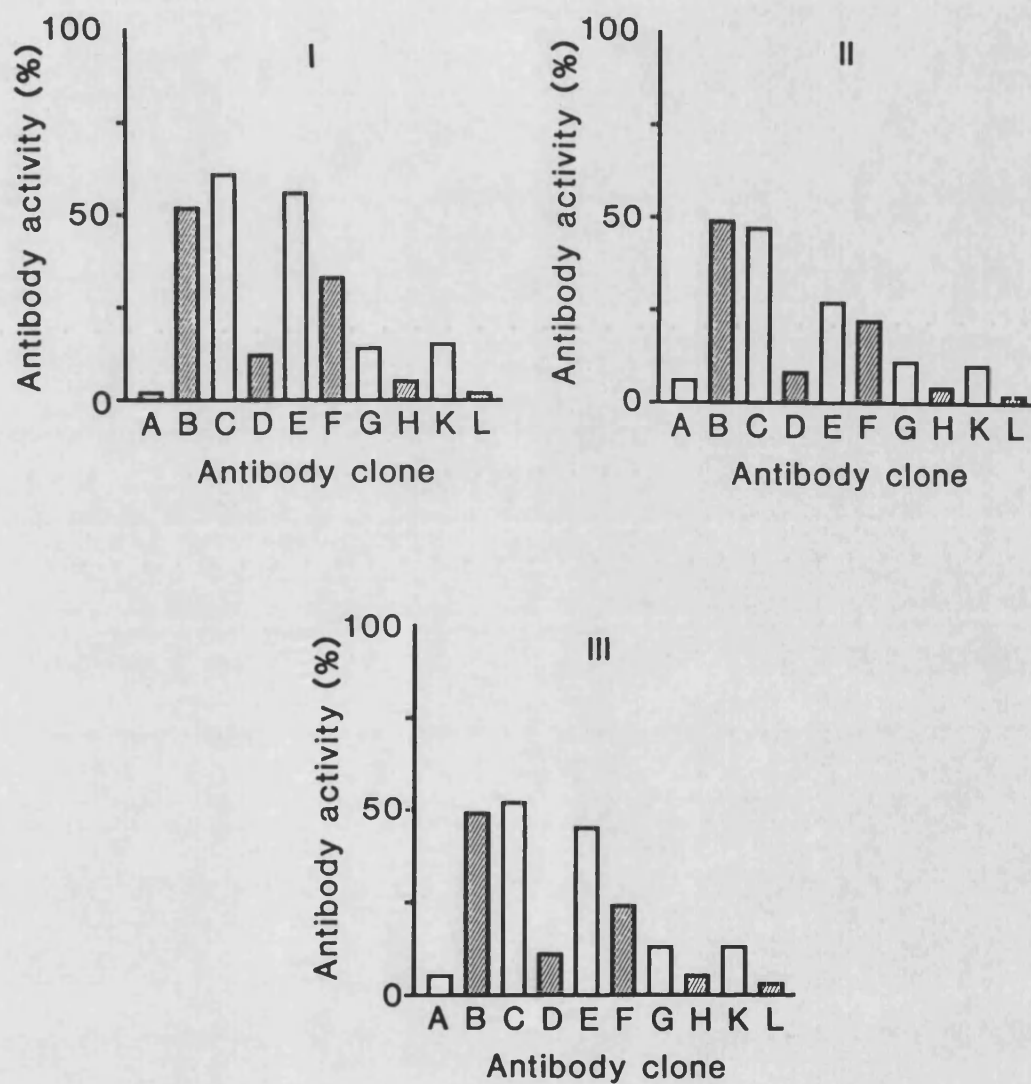 I
Antibody activity (%)
100
50
0
A B C D E F G H K L
Antibody clone
II
Antibody activity (%)
100
50
0
A B C D E F G H K L
Antibody clone
III
Antibody activity (%)
100
50
0
A B C D E F G H K L
Antibody clone